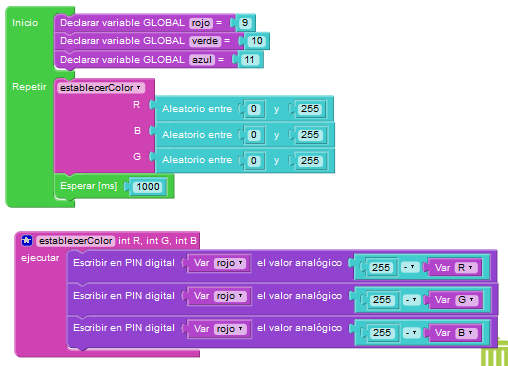 Inicio Declarar variable GLOBAL rojo = 9
Declarar variable GLOBAL verde = 10
Declarar variable GLOBAL azul = 11
Repetir establecerColor
R Aleatorio entre 0 y 255
B Aleatorio entre 0 y 255
G Aleatorio entre 0 y 255
Esperar [ms] 1000
establecerColor int R, int G, int B
ejecutar Escribir en PIN digital Var rojo el valor analógico 255 - Var R
Escribir en PIN digital Var rojo el valor analógico 255 - Var G
Escribir en PIN digital Var rojo el valor analógico 255 - Var B